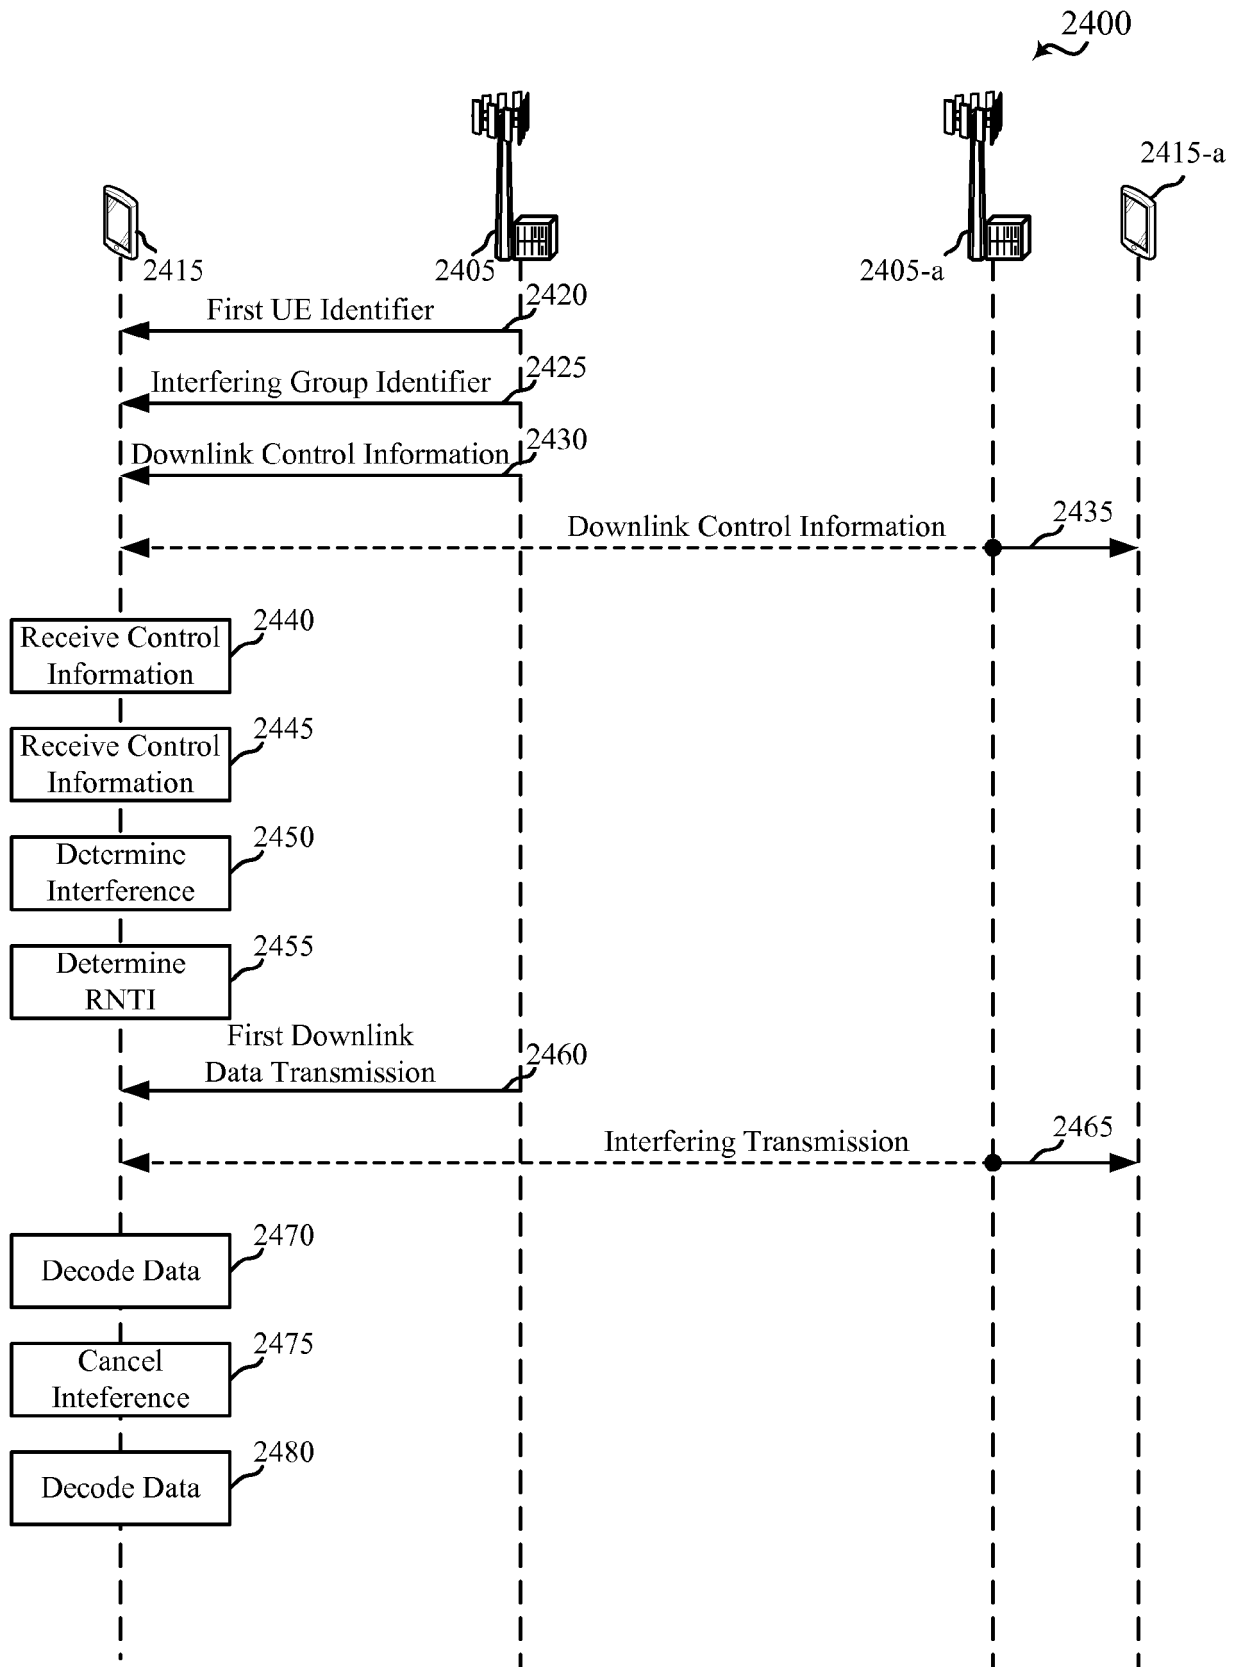 2400
2415-a
2415
2405
2405-a
2420
First UE Identifier
2425
Interfering Group Identifier
2430
Downlink Control Information
2435
Downlink Control Information
2440
Receive Control
Information
2445
Receive Control
Information
2450
Determine
Interference
2455
Determine
RNTI
First Downlink
Data Transmission
2460
2465
Interfering Transmission
2470
Decode Data
2475
Cancel
Inteference
2480
Decode Data